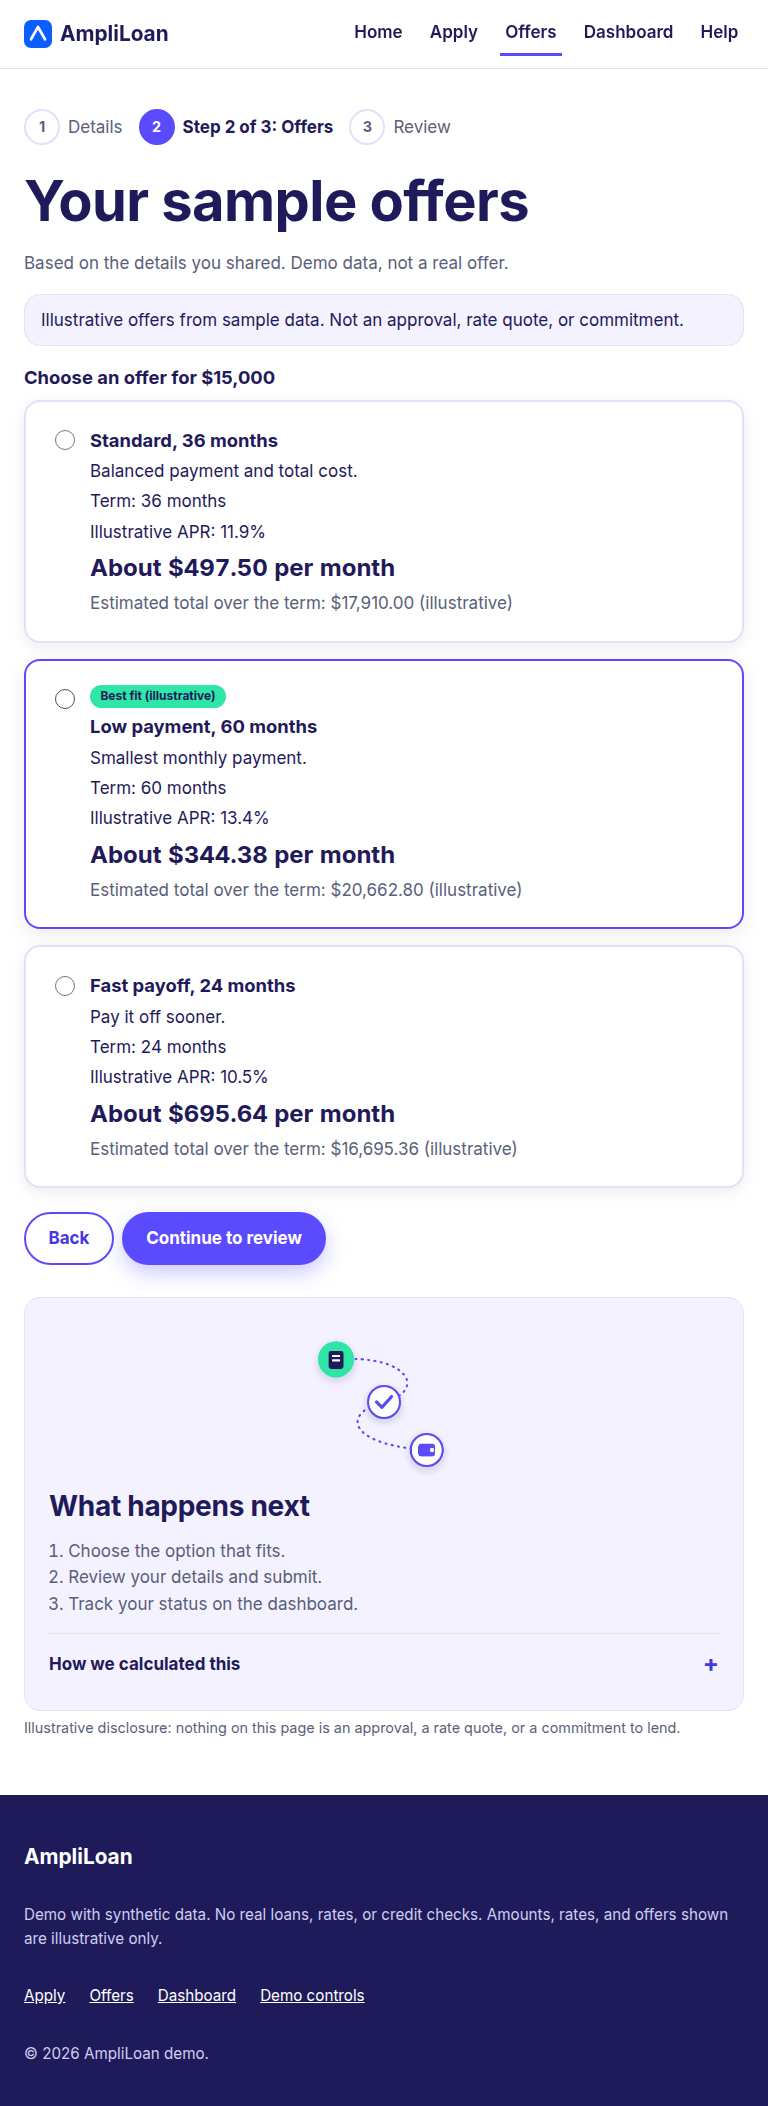 AmpliLoan
Home Apply Offers Dashboard Help
1 Details 2 Step 2 of 3: Offers 3 Review
Your sample offers
Based on the details you shared. Demo data, not a real offer.
Illustrative offers from sample data. Not an approval, rate quote, or commitment.
Choose an offer for $15,000
Standard, 36 months
Balanced payment and total cost.
Term: 36 months
Illustrative APR: 11.9%
About $497.50 per month
Estimated total over the term: $17,910.00 (illustrative)
Best fit (illustrative)
Low payment, 60 months
Smallest monthly payment.
Term: 60 months
Illustrative APR: 13.4%
About $344.38 per month
Estimated total over the term: $20,662.80 (illustrative)
Fast payoff, 24 months
Pay it off sooner.
Term: 24 months
Illustrative APR: 10.5%
About $695.64 per month
Estimated total over the term: $16,695.36 (illustrative)
Back Continue to review
What happens next
1. Choose the option that fits.
2. Review your details and submit.
3. Track your status on the dashboard.
How we calculated this +
Illustrative disclosure: nothing on this page is an approval, a rate quote, or a commitment to lend.
AmpliLoan
Demo with synthetic data. No real loans, rates, or credit checks. Amounts, rates, and offers shown
are illustrative only.
Apply Offers Dashboard Demo controls
© 2026 AmpliLoan demo.